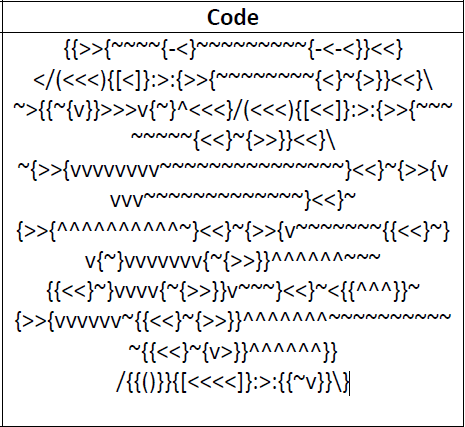 Code
{{>>{~~~~{-<}~~~~~~~~~{-<-<}}<<}
</(<<<){[<]}:>:{>>{~~~~~~~~{<}~{>}}<<}\
~>{{~{v}}>>>v{~}^<<<}/(<<<){[<<]}:>:{>>{~~~
~~~~~{<<}~{>>}}<<}\
~{>>{vvvvvvvv~~~~~~~~~~~~~~~}<<}~{>>{v
vvv~~~~~~~~~~~~~}<<}~
{>>{^^^^^^^^^^~}<<}~{>>{v~~~~~~~{{<<}~}
v{~}vvvvvvv{~{>>}}^^^^^^~~~
{{<<}~}vvvv{~{>>}}v~~~}<<}~<{{^^^}}~
{>>{vvvvvv~{{<<}~{>>}}^^^^^^^~~~~~~~~~~
~{{<<}~{v>}}^^^^^^}}
/{{()}}{[<<<<]}:>:{{~v}}\}